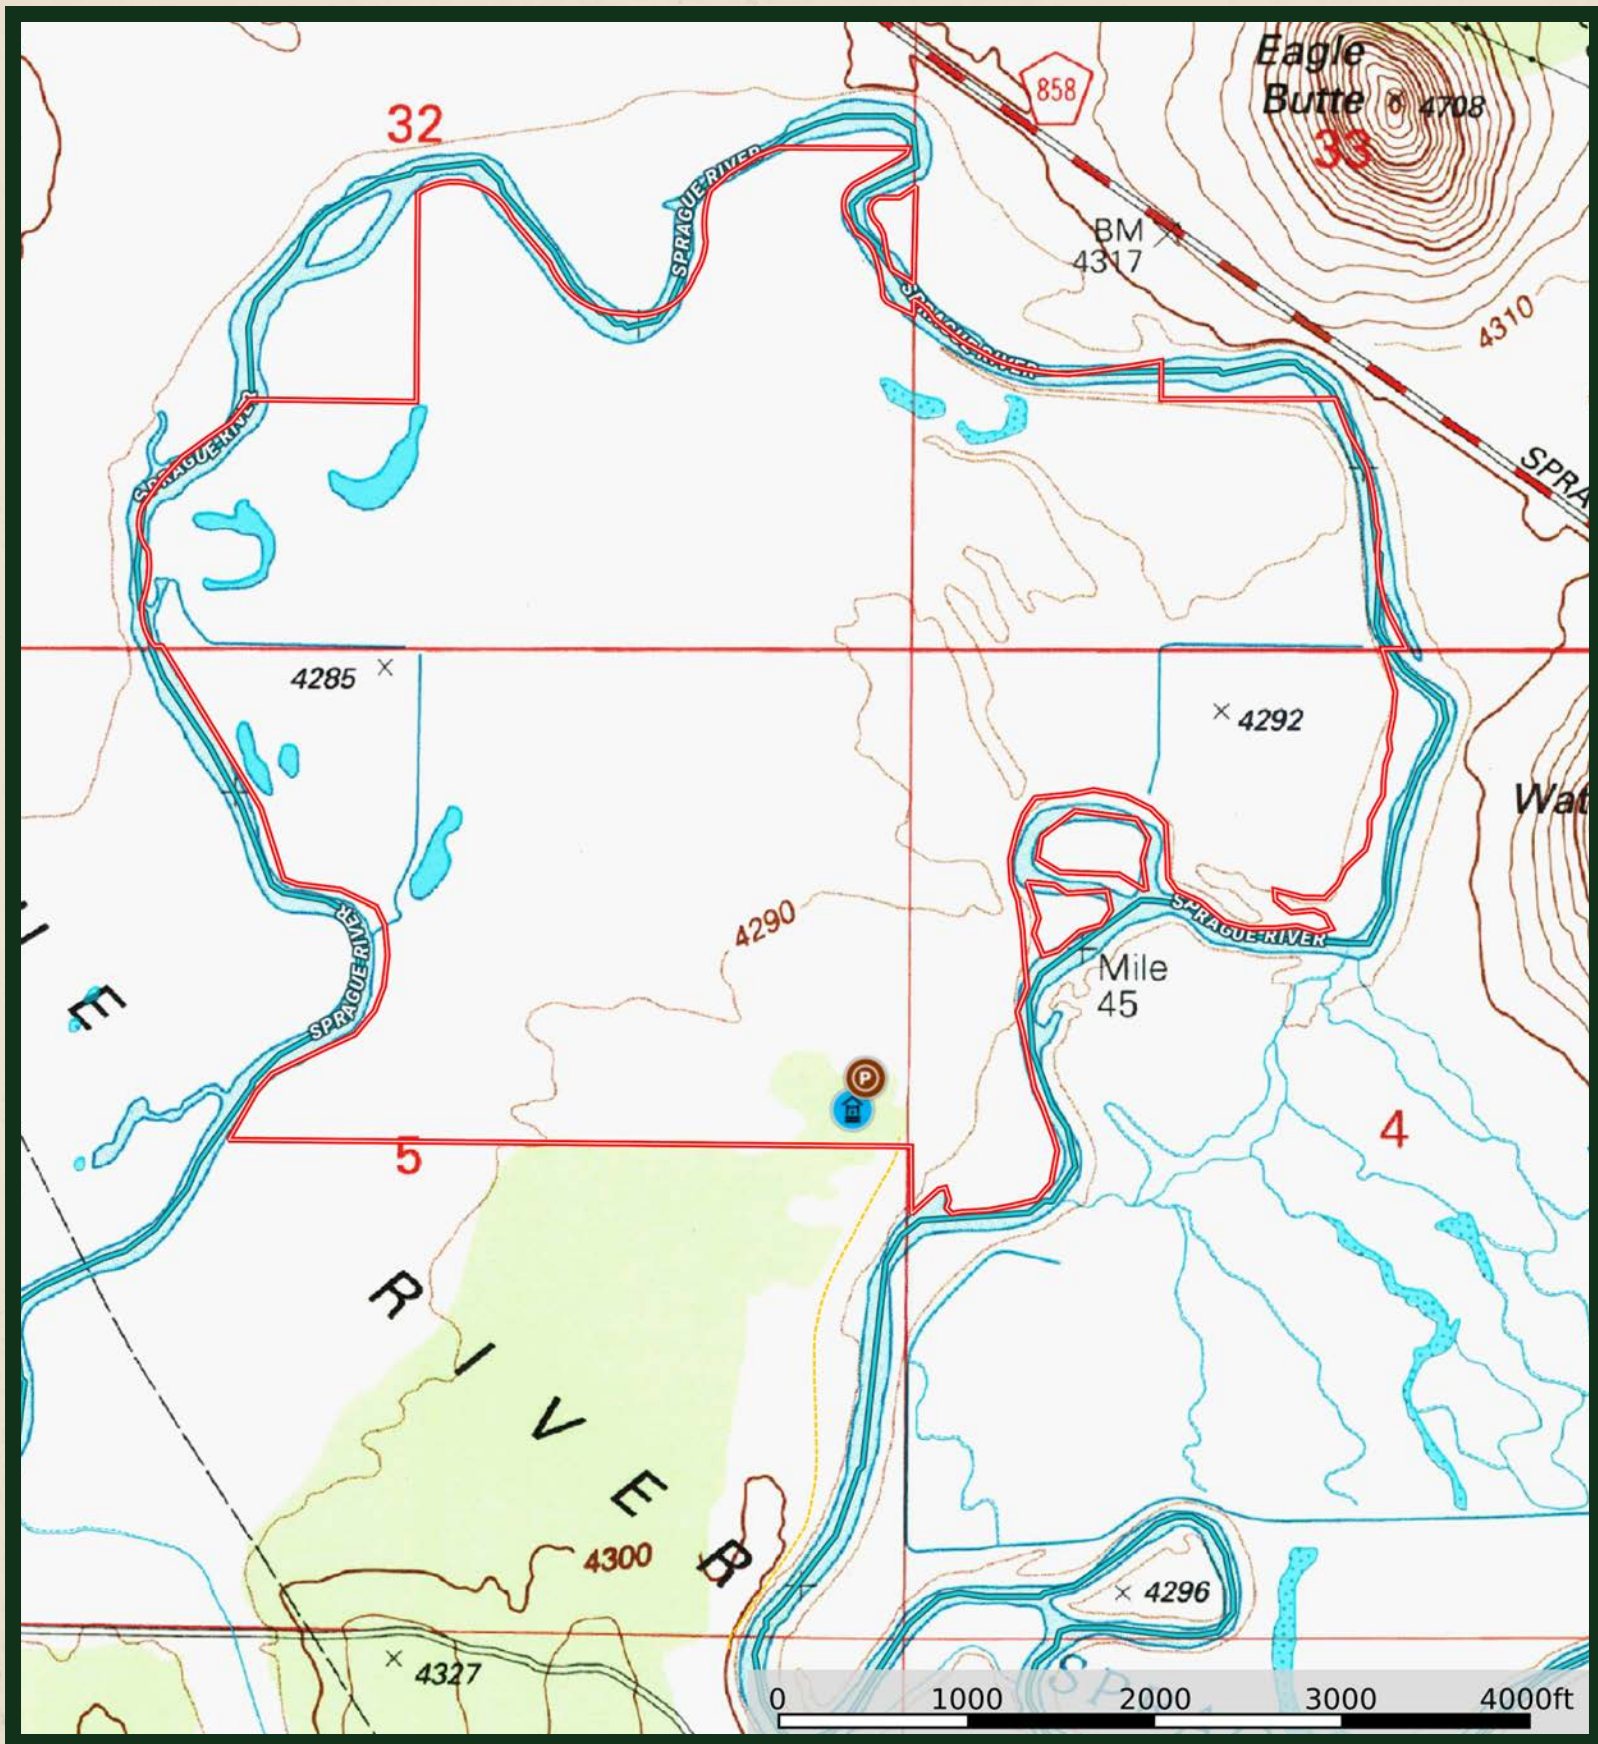 Eagle
Butte
4708
33
858
32
SPRAGUE RIVER
SPRAGUE RIVER
BM
4317
4310
SPRAGUE RIVER
SPRAGUE RIVER
SPRA
4285
4292
Wat
SPRAGUE RIVER
SPRAGUE RIVER
4290
Mile
45
E
P
4
5
R
I
V
E
R
4300
4296
4327
S P
0 1000 2000 3000 4000ft